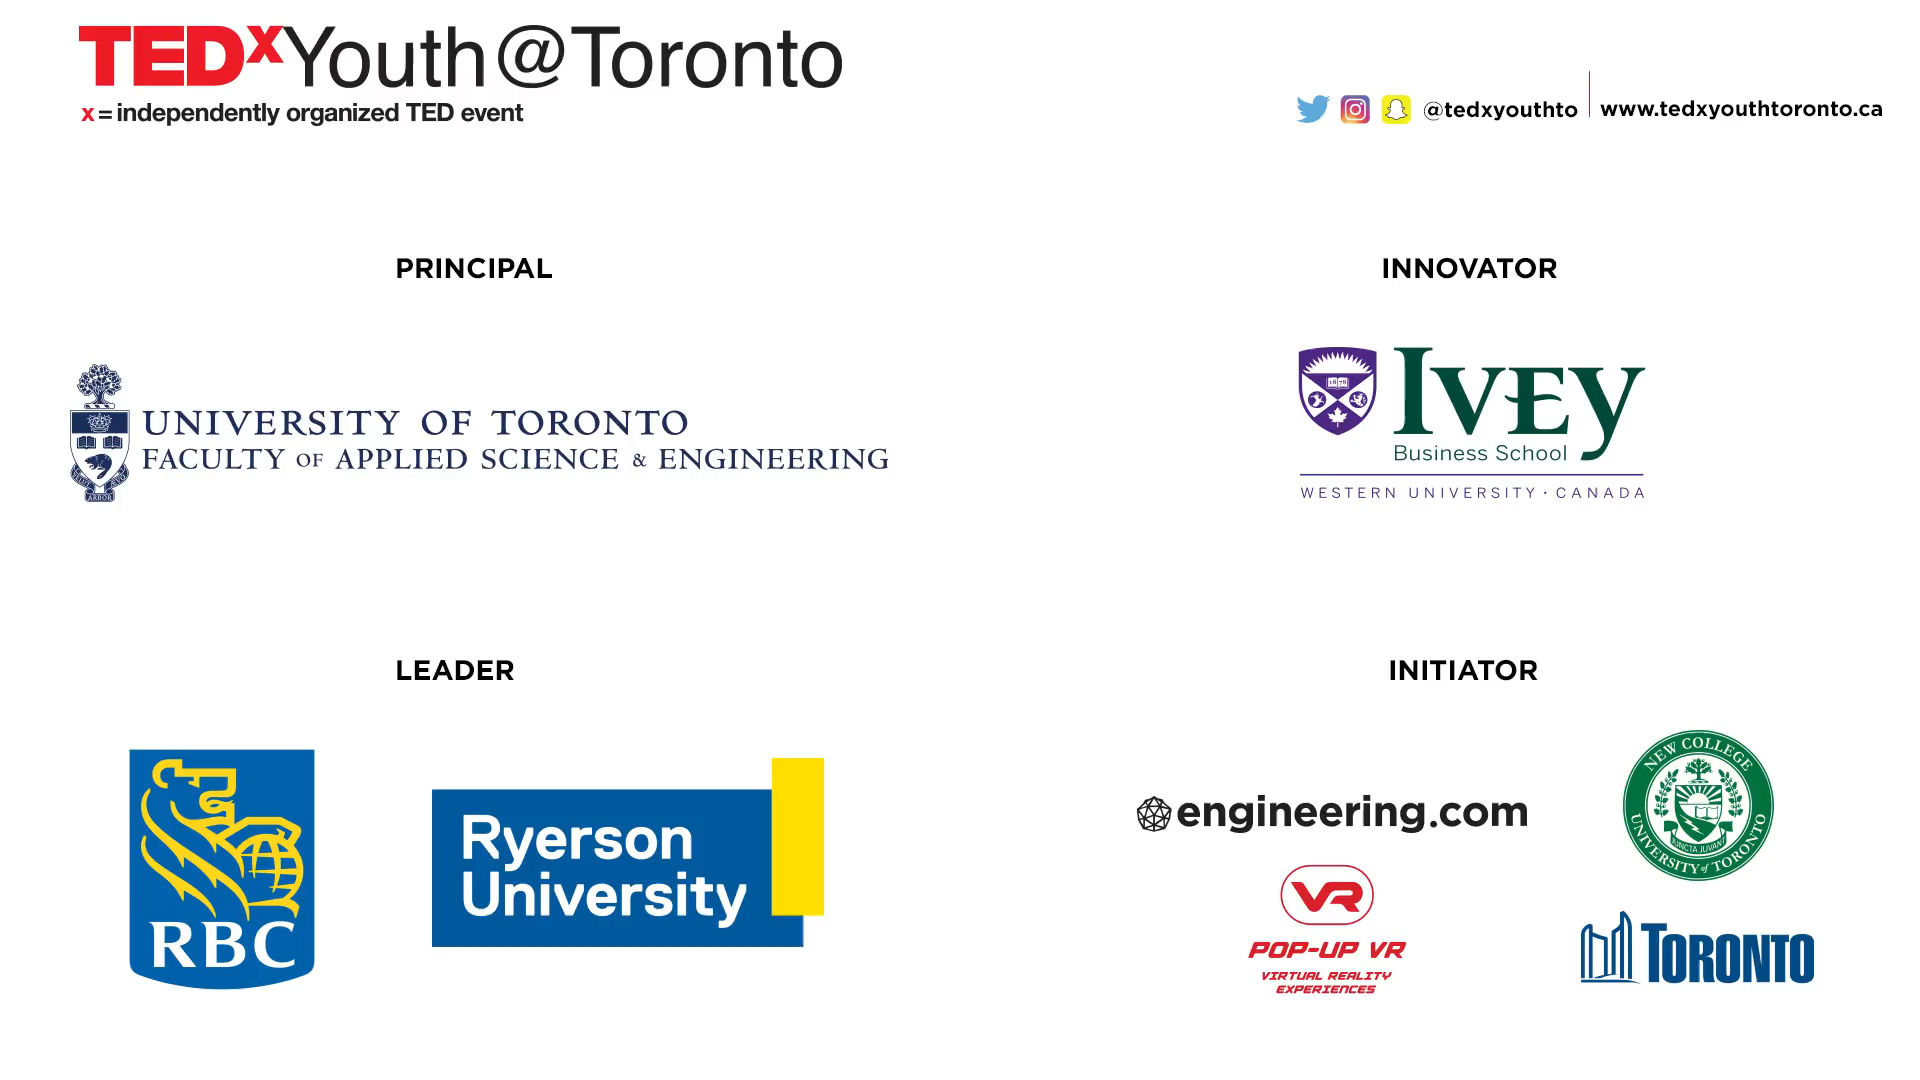 TEDxYouth@Toronto
x = independently organized TED event
@tedxyouthto
www.tedxyouthtoronto.ca
PRINCIPAL
UNIVERSITY OF TORONTO
FACULTY OF APPLIED SCIENCE & ENGINEERING
ARBOR
INNOVATOR
1878
IVEY
Business School
WESTERN UNIVERSITY · CANADA
LEADER
RBC
Ryerson
University
INITIATOR
engineering.com
NEW COLLEGE
UNIVERSITY of TORONTO
VR
POP-UP VR
VIRTUAL REALITY
EXPERIENCES
TORONTO